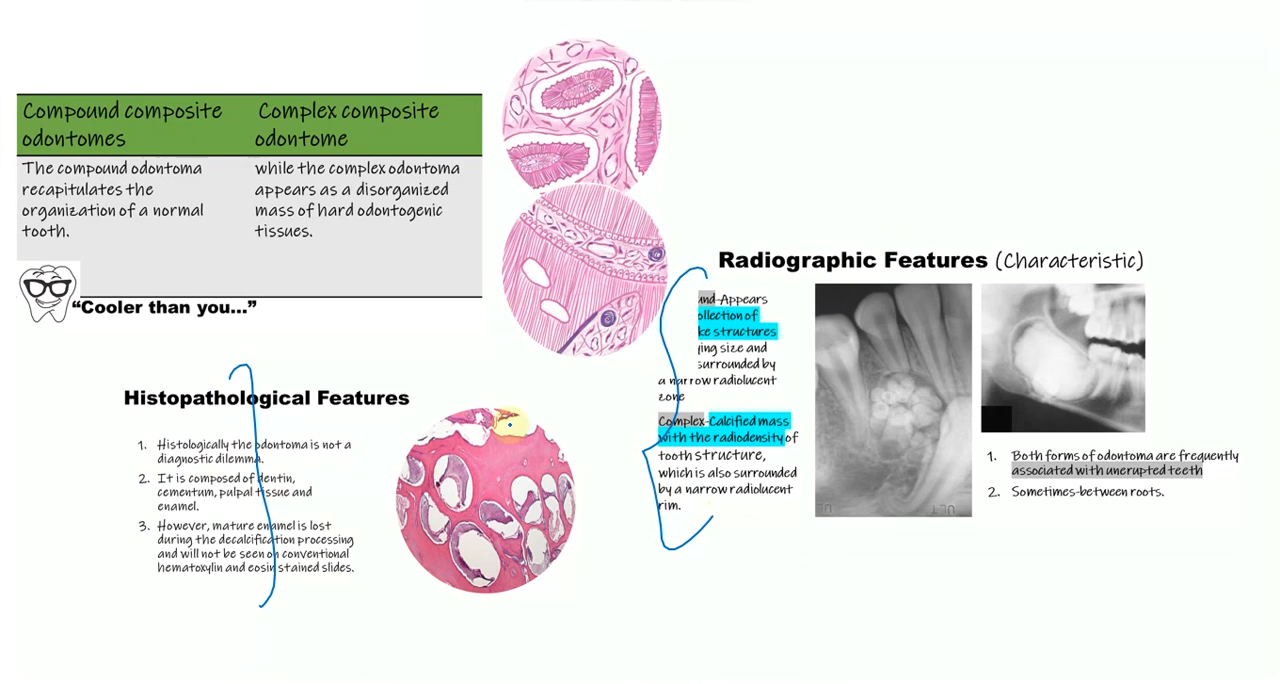 Compound composite
odontomes
Complex composite
odontome
The compound odontoma
recapitulates the
organization of a normal
tooth.
while the complex odontoma
appears as a disorganized
mass of hard odontogenic
tissues.
“Cooler than you...”
Histopathological Features
1. Histologically the odontoma is not a
diagnostic dilemma.
2. It is composed of dentin,
cementum, pulpal tissue and
enamel.
3. However, mature enamel is lost
during the decalcification processing
and will not be seen on conventional
hematoxylin and eosin stained slides.
Radiographic Features (Characteristic)
-Appears
of
structures
size and
surrounded by
a narrow radiolucent
zone
Complex-Calcified mass
with the radiodensity of
tooth structure,
which is also surrounded
by a narrow radiolucent
rim.
1. Both forms of odontoma are frequently
associated with unerupted teeth
2. Sometimes-between roots.